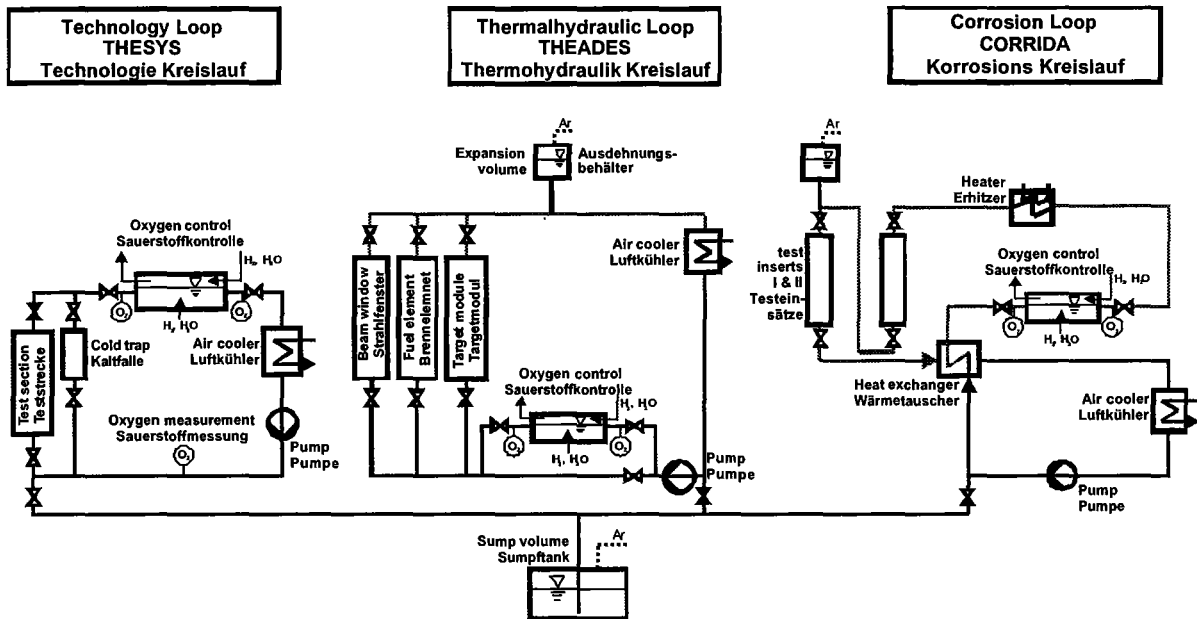 Technology Loop
THESYS
Technologie Kreislauf
Thermalhydraulic Loop
THEADES
Thermohydraulik Kreislauf
Corrosion Loop
CORRIDA
Korrosions Kreislauf
Oxygen control
Sauerstoffkontrolle
H₂, H₂O
O₂
O₂
H₂, H₂O
Test section
Teststrecke
Cold trap
Kaltfalle
Air cooler
Luftkühler
Oxygen measurement
Sauerstoffmessung
O₂
Pump
Pumpe
Ar
Expansion
volume
Ausdehnungs-
behälter
Beam window
Strahlfenster
Fuel element
Brennelemnet
Target module
Targetmodul
Air cooler
Luftkühler
Oxygen control
Sauerstoffkontrolle
H₂, H₂O
O₂
O₂
H₂, H₂O
Pump
Pumpe
Ar
test
inserts
I & II
Testein-
sätze
Heater
Erhitzer
Oxygen control
Sauerstoffkontrolle
H₂, H₂O
O₂
O₂
H₂, H₂O
Heat exchanger
Wärmetauscher
Air cooler
Luftkühler
Pump
Pumpe
Sump volume
Sumpftank
Ar